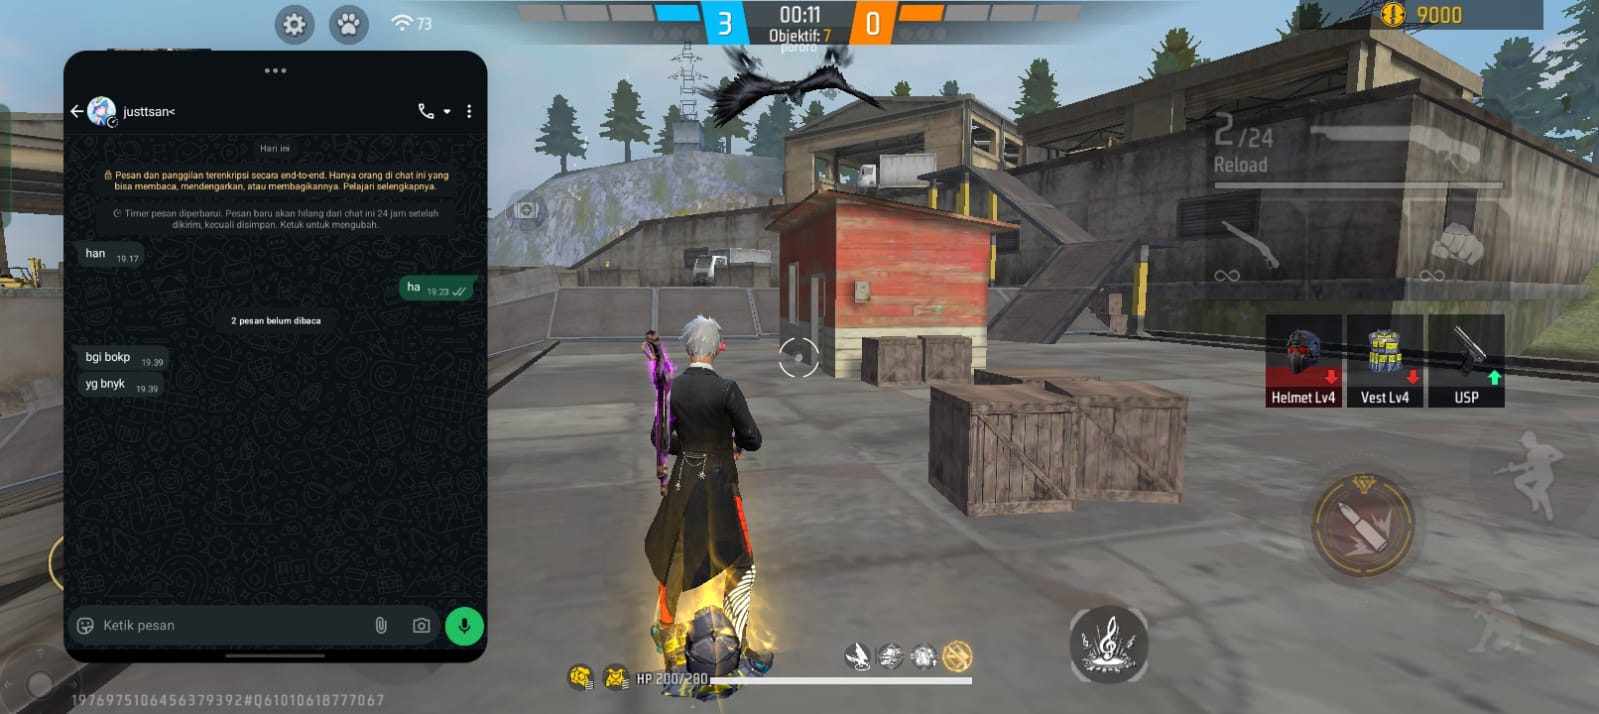 73
3
00:11
Objektif: 7
pororo
0
9000
justtsan<
Hari ini
Pesan dan panggilan terenkripsi secara end-to-end. Hanya orang di chat ini yang
bisa membaca, mendengarkan, atau membagikannya. Pelajari selengkapnya.
Timer pesan diperbarui. Pesan baru akan hilang dari chat ini 24 jam setelah
dikirim, kecuali disimpan. Ketuk untuk mengubah.
han 19.17
ha 19.23
2 pesan belum dibaca
bgi bokp 19.39
yg bnyk 19.39
Ketik pesan
2/24
Reload
Helmet Lv4
Vest Lv4
USP
HP 200/280
1976975106456379392#Q61010618777067